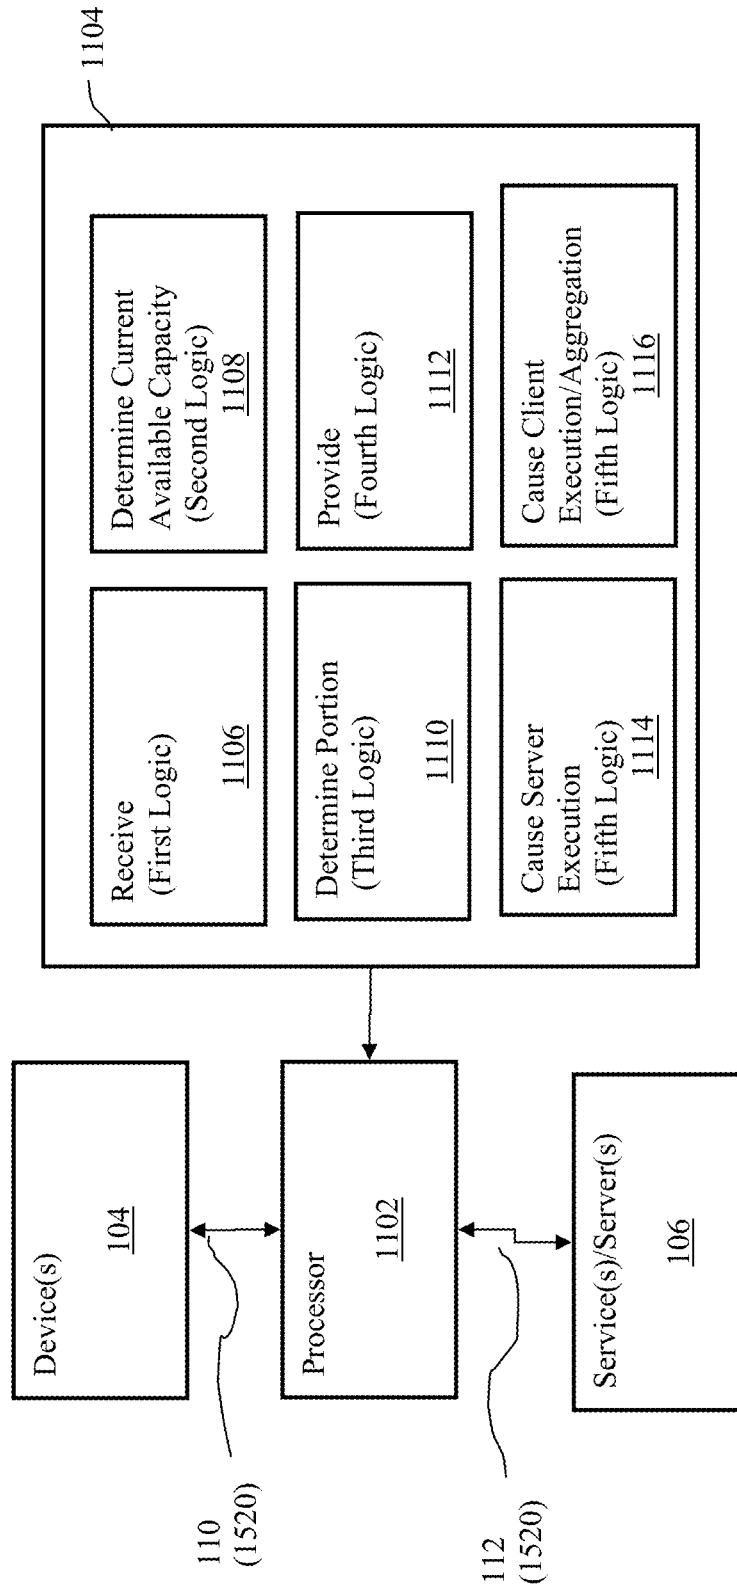 1104
Receive
(First Logic)
1106
Determine Current
Available Capacity
(Second Logic)
1108
Determine Portion
(Third Logic)
1110
Provide
(Fourth Logic)
1112
Cause Server
Execution
(Fifth Logic)
1114
Cause Client
Execution/Aggregation
(Fifth Logic)
1116
Device(s)
104
110
(1520)
Processor
1102
112
(1520)
Service(s)/Server(s)
106